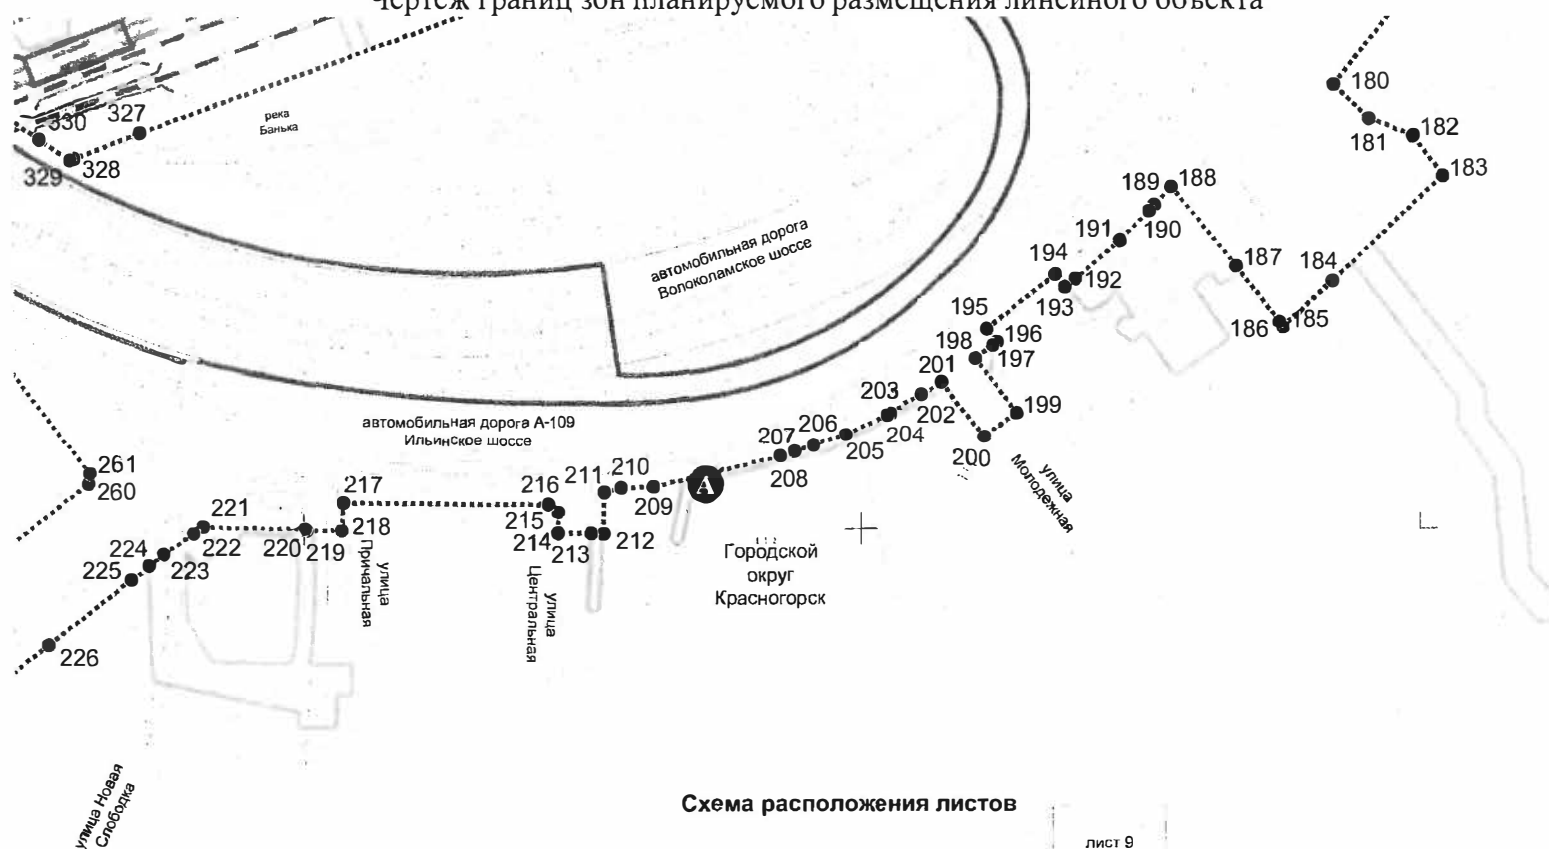 Чертеж границ зон планируемого размещения линейного объекта
180
327
330
река
Банька
181
182
328
183
329
189
188
190
191
автомобильная дорога
Волоколамское шоссе
187
194
192
184
193
195
186
185
196
198
197
201
203
199
202
автомобильная дорога А-109
Ильинское шоссе
206
204
207
205
200
208
261
260
210
211
209
А
улица
Молодежная
217
216
215
221
218
214
213
212
222
220
219
224
223
225
Городской
округ
Красногорск
улица
Причальная
улица
Центральная
226
улица Новая
Слободка
Схема расположения листов
лист 9